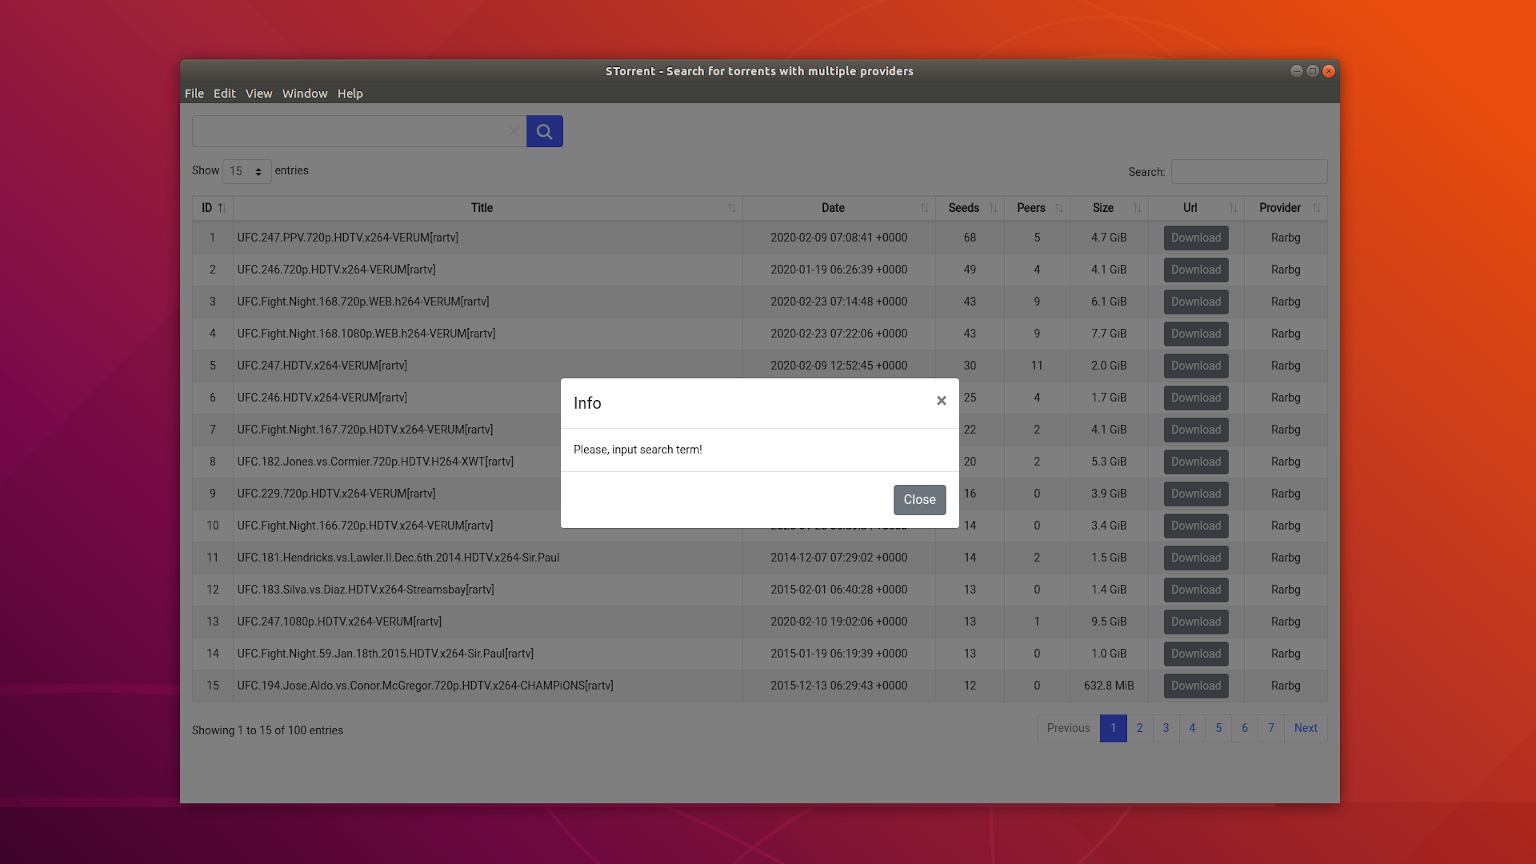 STorrent - Search for torrents with multiple providers
File Edit View Window Help
Show 15 entries Search:
ID Title Date Seeds Peers Size Url Provider
1 UFC.247.PPV.720p.HDTV.x264-VERUM[rartv] 2020-02-09 07:08:41 +0000 68 5 4.7 GiB Download Rarbg
2 UFC.246.720p.HDTV.x264-VERUM[rartv] 2020-01-19 06:26:39 +0000 49 4 4.1 GiB Download Rarbg
3 UFC.Fight.Night.168.720p.WEB.h264-VERUM[rartv] 2020-02-23 07:14:48 +0000 43 9 6.1 GiB Download Rarbg
4 UFC.Fight.Night.168.1080p.WEB.h264-VERUM[rartv] 2020-02-23 07:22:06 +0000 43 9 7.7 GiB Download Rarbg
5 UFC.247.HDTV.x264-VERUM[rartv] 2020-02-09 12:52:45 +0000 30 11 2.0 GiB Download Rarbg
6 UFC.246.HDTV.x264-VERUM[rartv] 25 4 1.7 GiB Download Rarbg
7 UFC.Fight.Night.167.720p.HDTV.x264-VERUM[rartv] 22 2 4.1 GiB Download Rarbg
8 UFC.182.Jones.vs.Cormier.720p.HDTV.H264-XWT[rartv] 20 2 5.3 GiB Download Rarbg
9 UFC.229.720p.HDTV.x264-VERUM[rartv] 16 0 3.9 GiB Download Rarbg
10 UFC.Fight.Night.166.720p.HDTV.x264-VERUM[rartv] 14 0 3.4 GiB Download Rarbg
11 UFC.181.Hendricks.vs.Lawler.II.Dec.6th.2014.HDTV.x264-Sir.Paul 2014-12-07 07:29:02 +0000 14 2 1.5 GiB Download Rarbg
12 UFC.183.Silva.vs.Diaz.HDTV.x264-Streamsbay[rartv] 2015-02-01 06:40:28 +0000 13 0 1.4 GiB Download Rarbg
13 UFC.247.1080p.HDTV.x264-VERUM[rartv] 2020-02-10 19:02:06 +0000 13 1 9.5 GiB Download Rarbg
14 UFC.Fight.Night.59.Jan.18th.2015.HDTV.x264-Sir.Paul[rartv] 2015-01-19 06:19:39 +0000 13 0 1.0 GiB Download Rarbg
15 UFC.194.Jose.Aldo.vs.Conor.McGregor.720p.HDTV.x264-CHAMPiONS[rartv] 2015-12-13 06:29:43 +0000 12 0 632.8 MiB Download Rarbg
Info ×
Please, input search term!
Close
Showing 1 to 15 of 100 entries Previous 1 2 3 4 5 6 7 Next